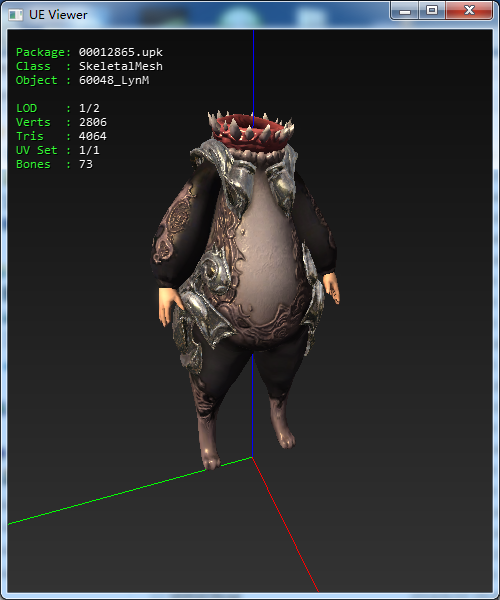 UE Viewer
Package: 00012865.upk
Class : SkeletalMesh
Object : 60048_LynM
LOD : 1/2
Verts : 2806
Tris : 4064
UV Set : 1/1
Bones : 73